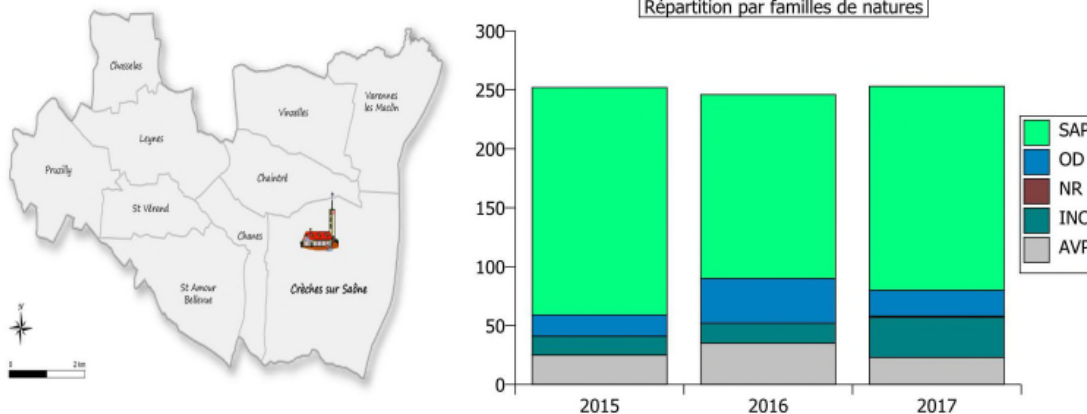 Chasselas
Leynes
Pruzilly
St Vérand
Vinzelles
Varennes
les Macôn
Chaintré
Chanes
St Amour
Bellevue
Crèches sur Saône
N
0 2 km
Répartition par familles de natures
300
250
200
150
100
50
0
2015 2016 2017
SAP
OD
NR
INC
AVP